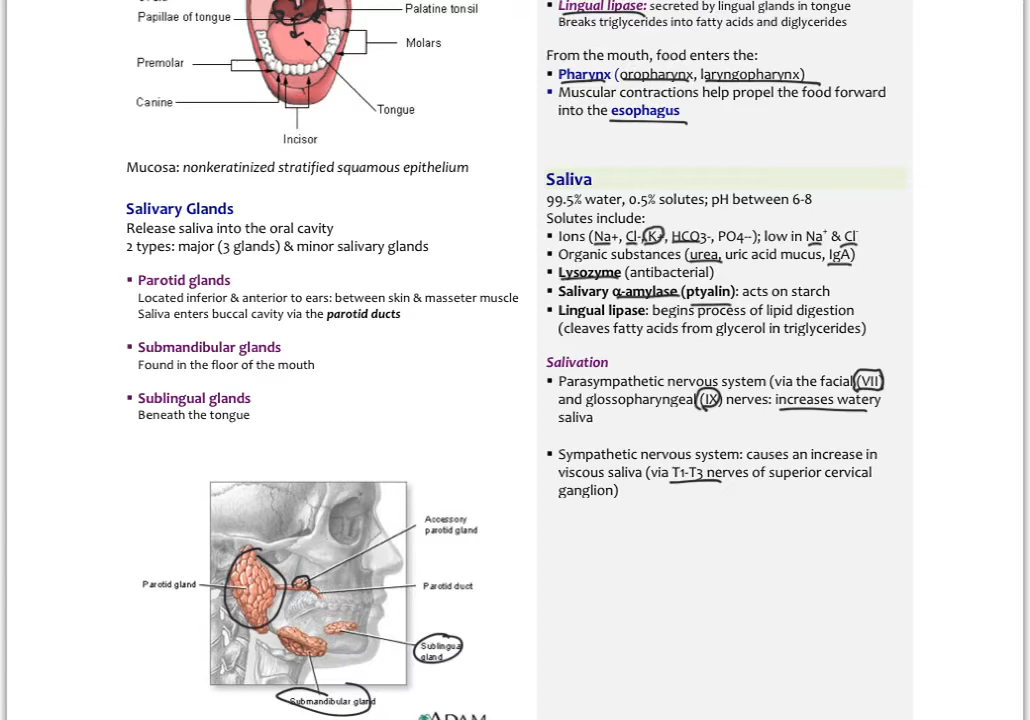 Papillae of tongue
Palatine tonsil
Molars
Premolar
Canine
Tongue
Incisor
Mucosa: nonkeratinized stratified squamous epithelium
Salivary Glands
Release saliva into the oral cavity
2 types: major (3 glands) & minor salivary glands
▪ Parotid glands
Located inferior & anterior to ears: between skin & masseter muscle
Saliva enters buccal cavity via the parotid ducts
▪ Submandibular glands
Found in the floor of the mouth
▪ Sublingual glands
Beneath the tongue
Accessory
parotid gland
Parotid gland
Parotid duct
Sublingual
gland
Submandibular gland
ADAM
▪ Lingual lipase: secreted by lingual glands in tongue
Breaks triglycerides into fatty acids and diglycerides
From the mouth, food enters the:
▪ Pharynx (oropharynx, laryngopharynx)
▪ Muscular contractions help propel the food forward
into the esophagus
Saliva
99.5% water, 0.5% solutes; pH between 6-8
Solutes include:
▪ Ions (Na+, Cl-, K+, HCO3-, PO4--); low in Na+ & Cl-
▪ Organic substances (urea, uric acid mucus, IgA)
▪ Lysozyme (antibacterial)
▪ Salivary α-amylase (ptyalin): acts on starch
▪ Lingual lipase: begins process of lipid digestion
(cleaves fatty acids from glycerol in triglycerides)
Salivation
▪ Parasympathetic nervous system (via the facial (VII)
and glossopharyngeal (IX) nerves: increases watery
saliva
▪ Sympathetic nervous system: causes an increase in
viscous saliva (via T1-T3 nerves of superior cervical
ganglion)